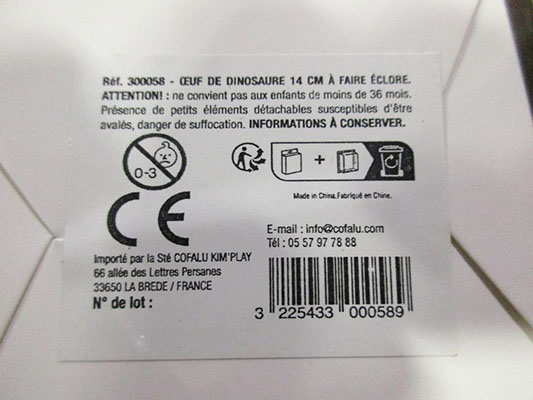 Réf. 300058 - ŒUF DE DINOSAURE 14 CM À FAIRE ÉCLORE.
ATTENTION! : ne convient pas aux enfants de moins de 36 mois.
Présence de petits éléments détachables susceptibles d'être
avalés, danger de suffocation. INFORMATIONS À CONSERVER.
0-3
+
Made in China.Fabriqué en Chine.
CE
E-mail : info@cofalu.com
Tél : 05 57 97 78 88
Importé par la Sté COFALU KIM'PLAY
66 allée des Lettres Persanes
33650 LA BREDE / FRANCE
N° de lot :
3 225433 000589